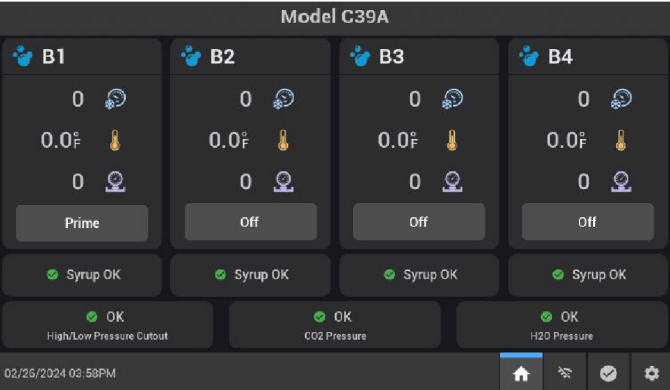 Model C39A
B1 B2 B3 B4
0 0 0 0
0.0°F 0.0°F 0.0°F 0.0°F
0 0 0 0
Prime Off Off Off
Syrup OK Syrup OK Syrup OK Syrup OK
OK OK OK
High/Low Pressure Cutout CO2 Pressure H2O Pressure
02/26/2024 03:58PM